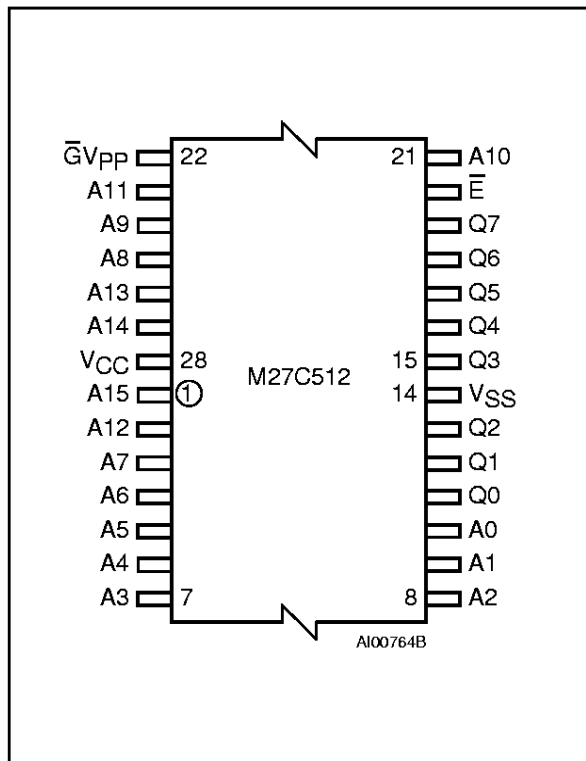 G̅VPP 22 21 A10
A11 E̅
A9 Q7
A8 Q6
A13 Q5
A14 Q4
VCC 28 15 Q3
M27C512
A15 1 14 VSS
A12 Q2
A7 Q1
A6 Q0
A5 A0
A4 A1
A3 7 8 A2
AI00764B